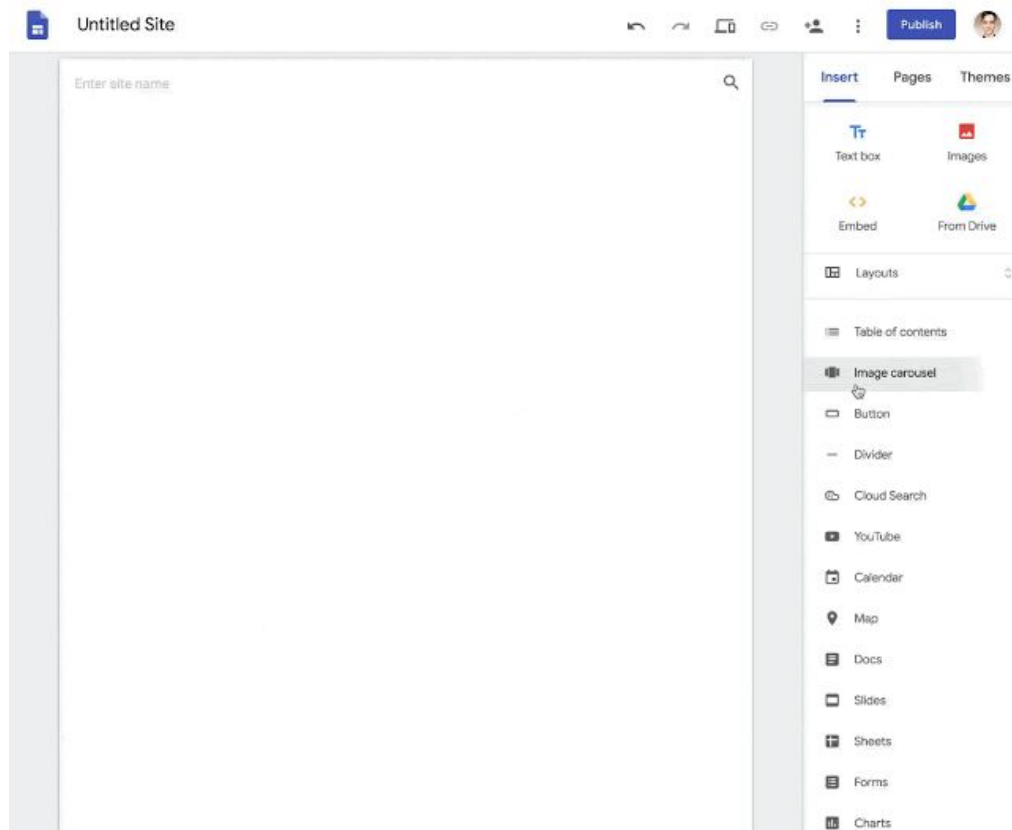 Untitled Site
Publish
Enter site name
Insert Pages Themes
Text box Images
Embed From Drive
Layouts
Table of contents
Image carousel
Button
Divider
Cloud Search
YouTube
Calendar
Map
Docs
Slides
Sheets
Forms
Charts